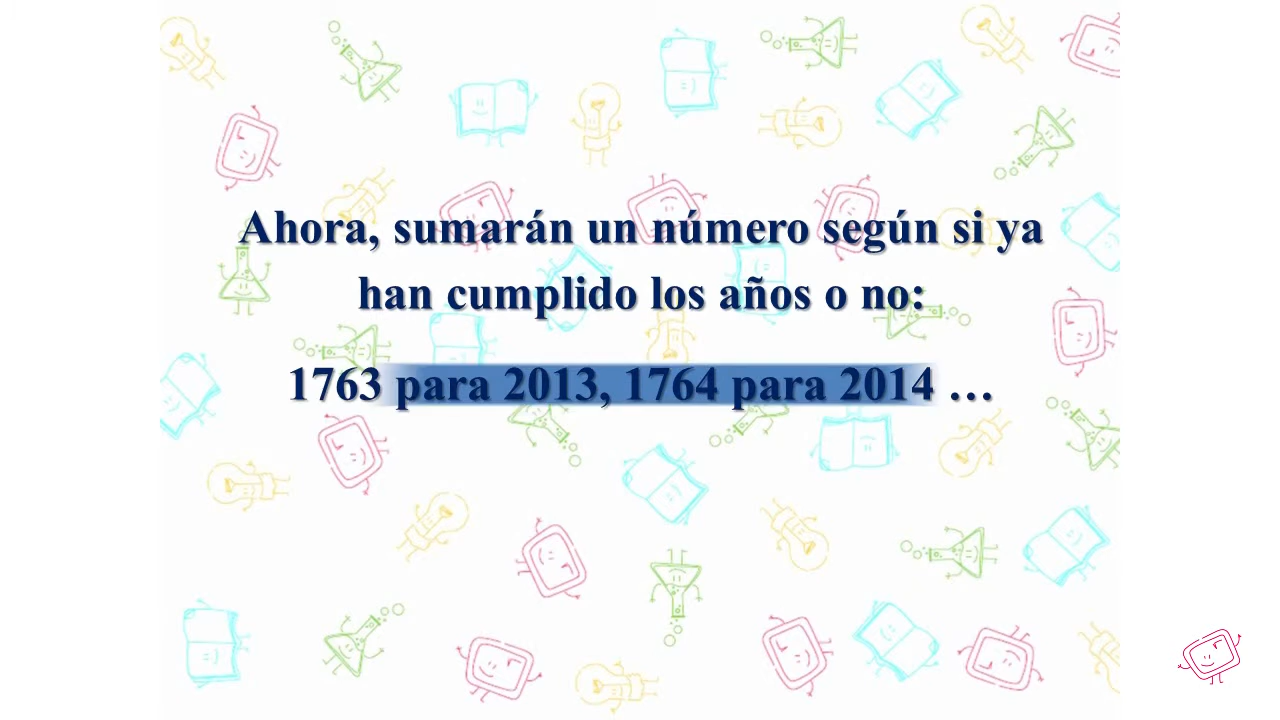 Ahora, sumarán un número según si ya
han cumplido los años o no:
1763 para 2013, 1764 para 2014 …